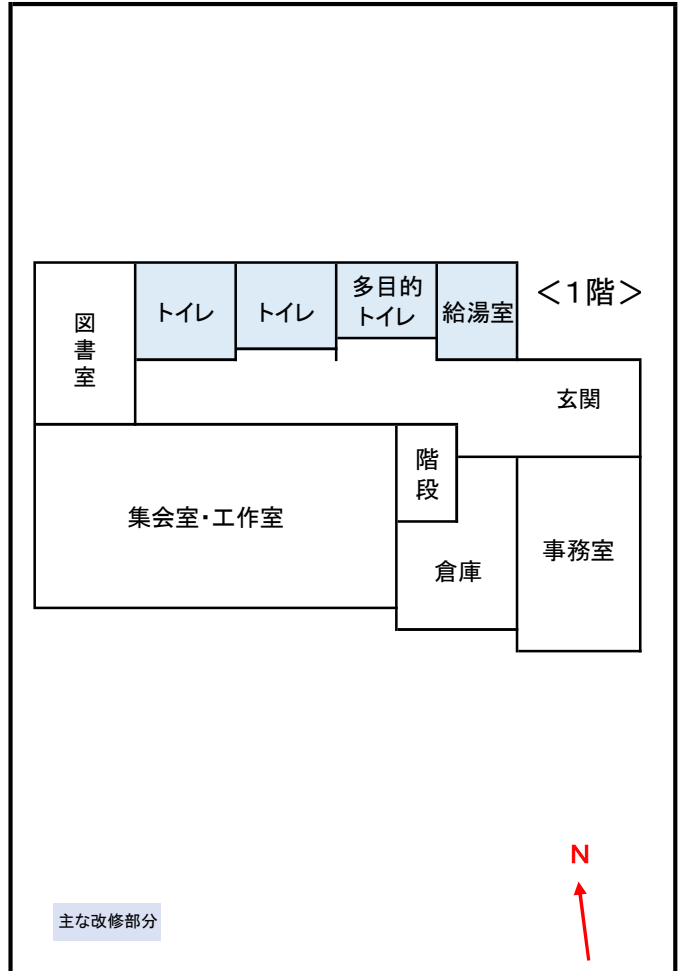 <1階>
図書室
トイレ
トイレ
多目的
トイレ
給湯室
玄関
階段
集会室・工作室
倉庫
事務室
N
主な改修部分